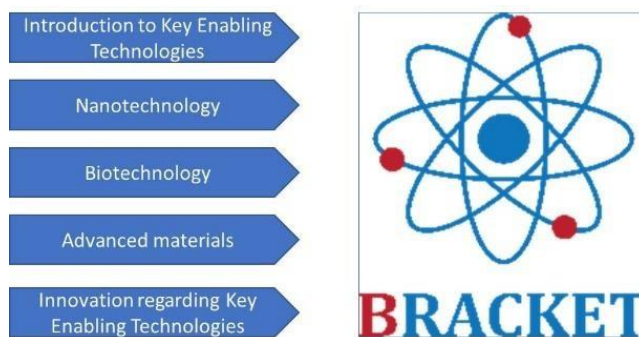 Introduction to Key Enabling
Technologies
Nanotechnology
Biotechnology
Advanced materials
Innovation regarding Key
Enabling Technologies
BRACKET